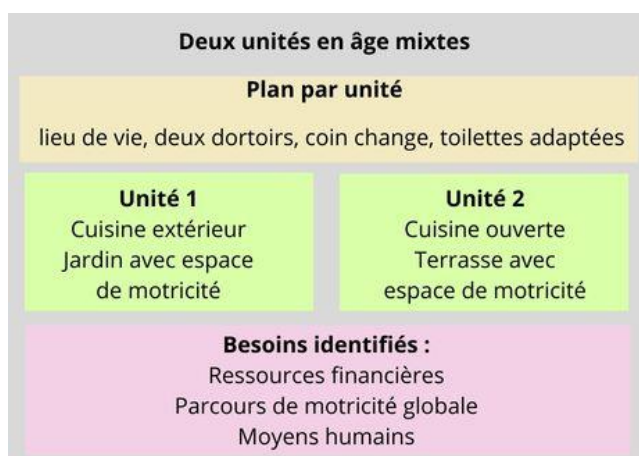 Deux unités en âge mixtes
Plan par unité
lieu de vie, deux dortoirs, coin change, toilettes adaptées
Unité 1
Cuisine extérieur
Jardin avec espace
de motricité
Unité 2
Cuisine ouverte
Terrasse avec
espace de motricité
Besoins identifiés :
Ressources financières
Parcours de motricité globale
Moyens humains